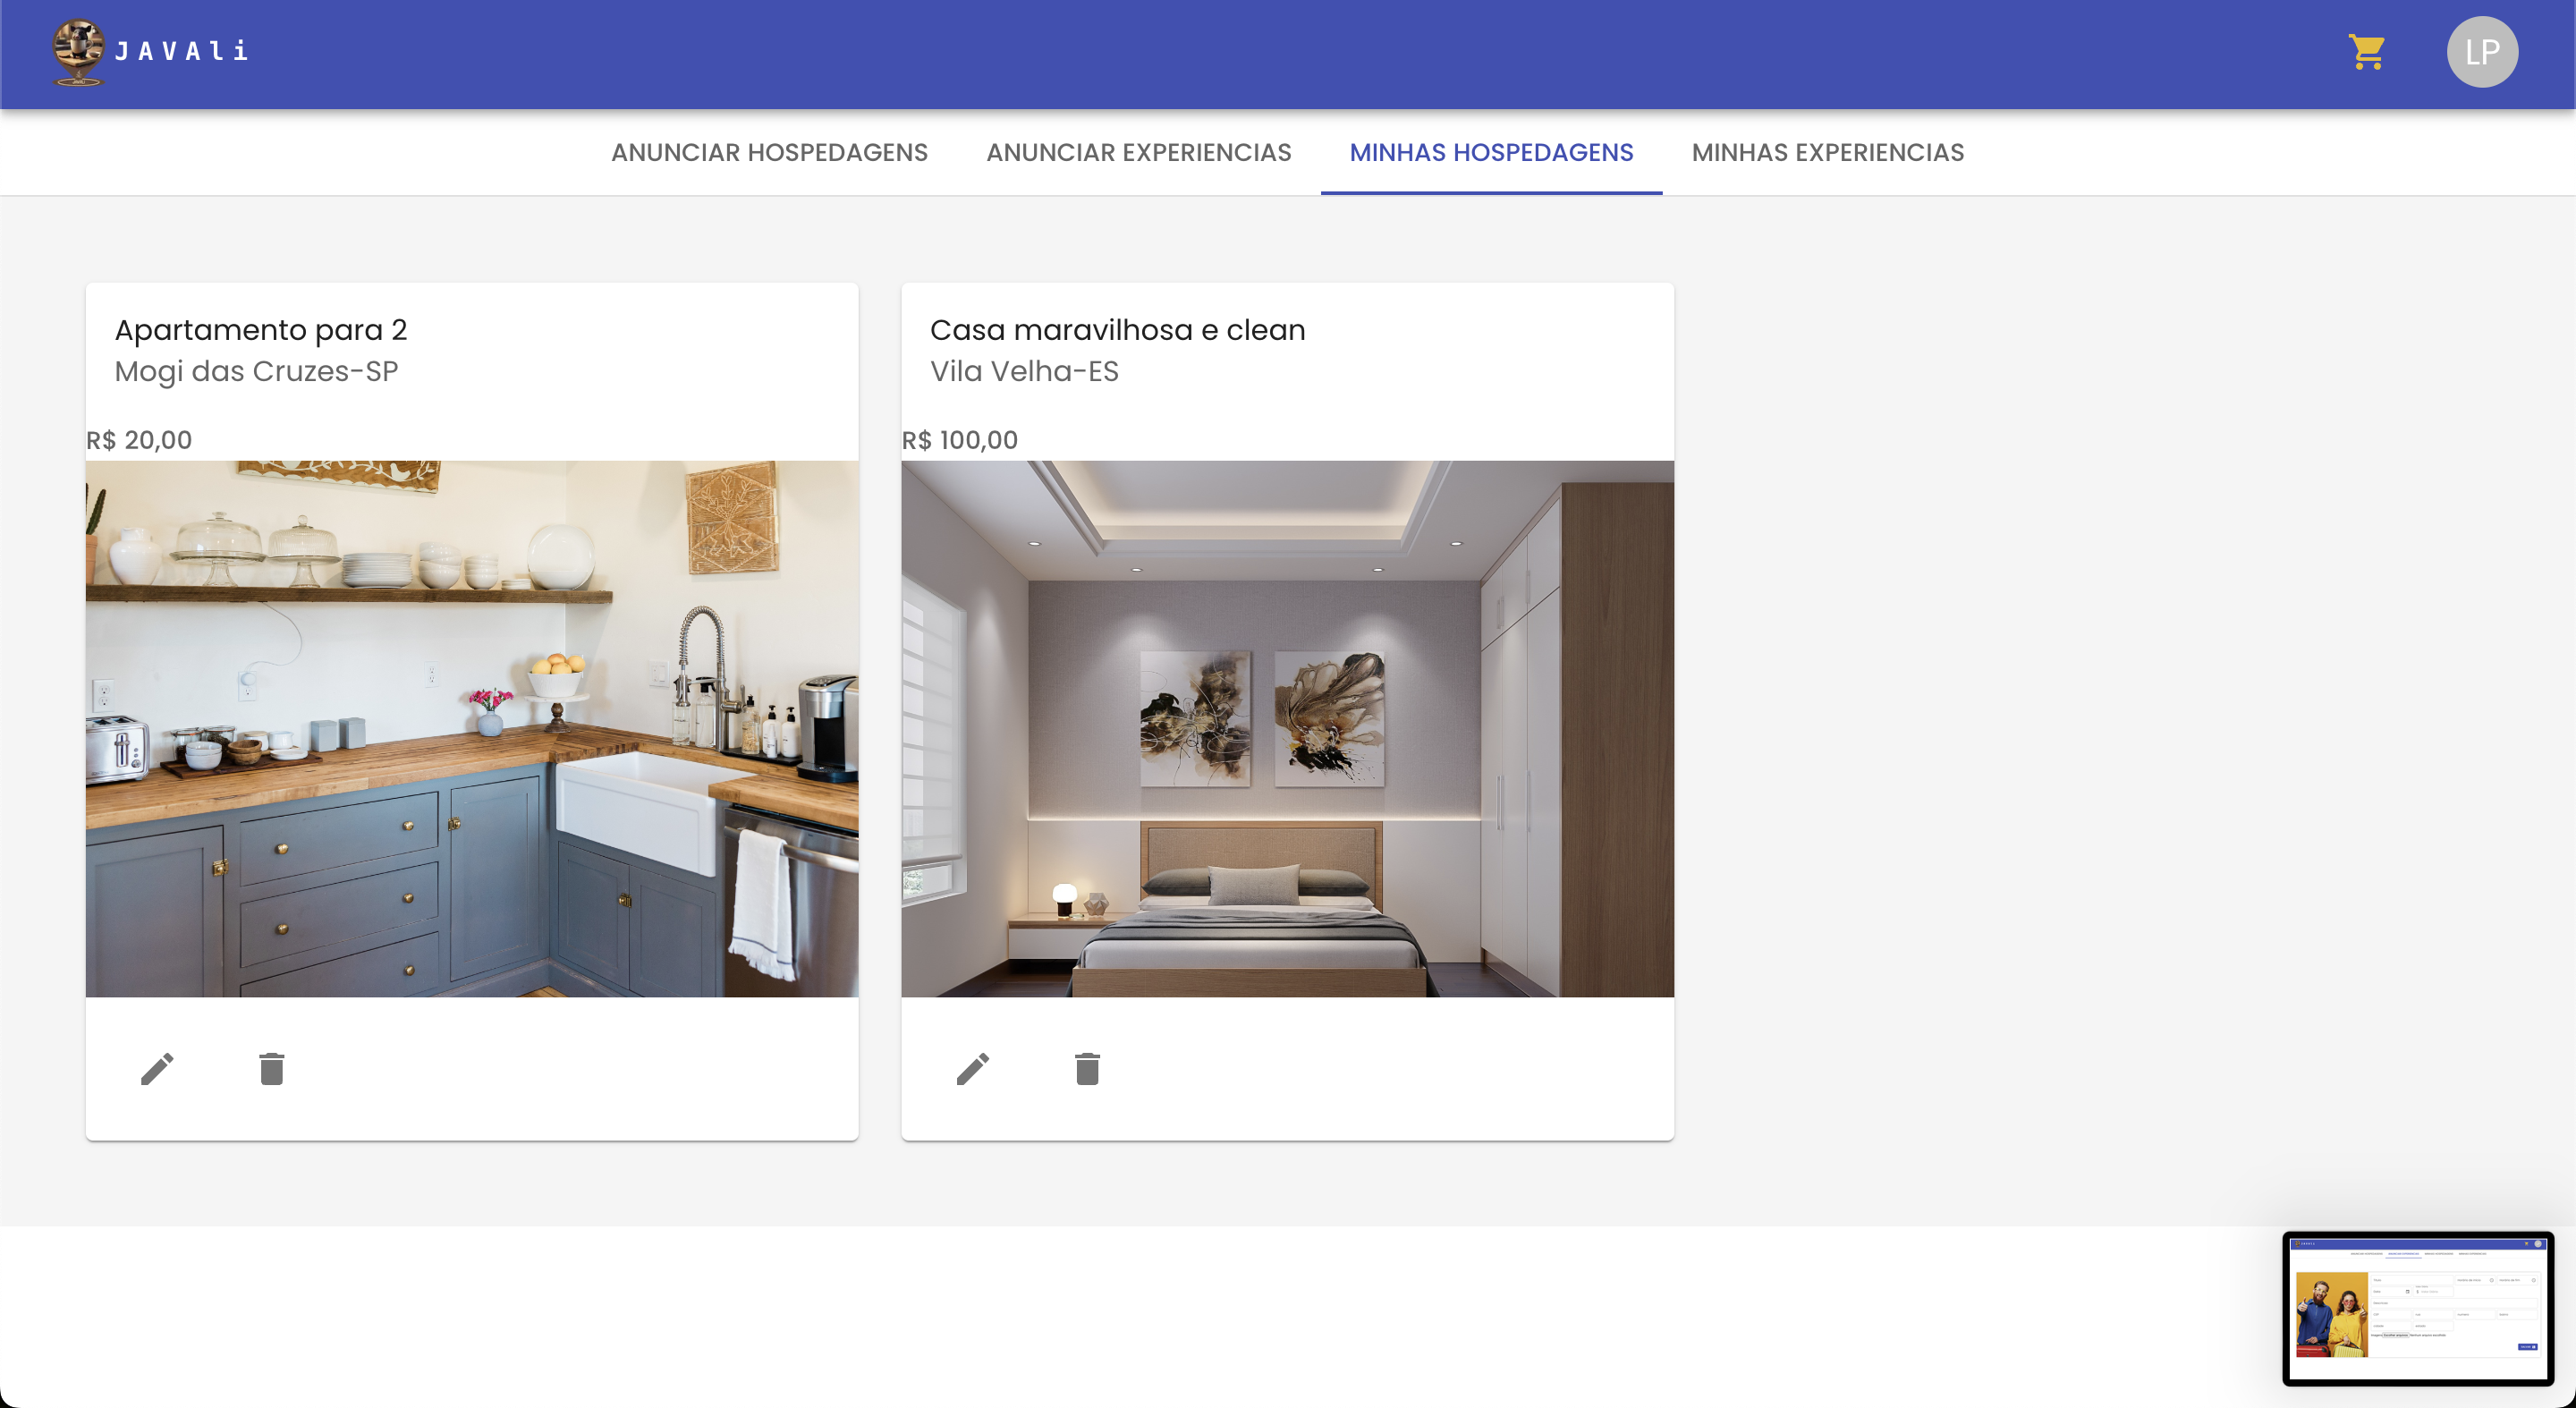 JAVAli
LP
ANUNCIAR HOSPEDAGENS
ANUNCIAR EXPERIENCIAS
MINHAS HOSPEDAGENS
MINHAS EXPERIENCIAS
Apartamento para 2
Mogi das Cruzes-SP
R$ 20,00
Casa maravilhosa e clean
Vila Velha-ES
R$ 100,00